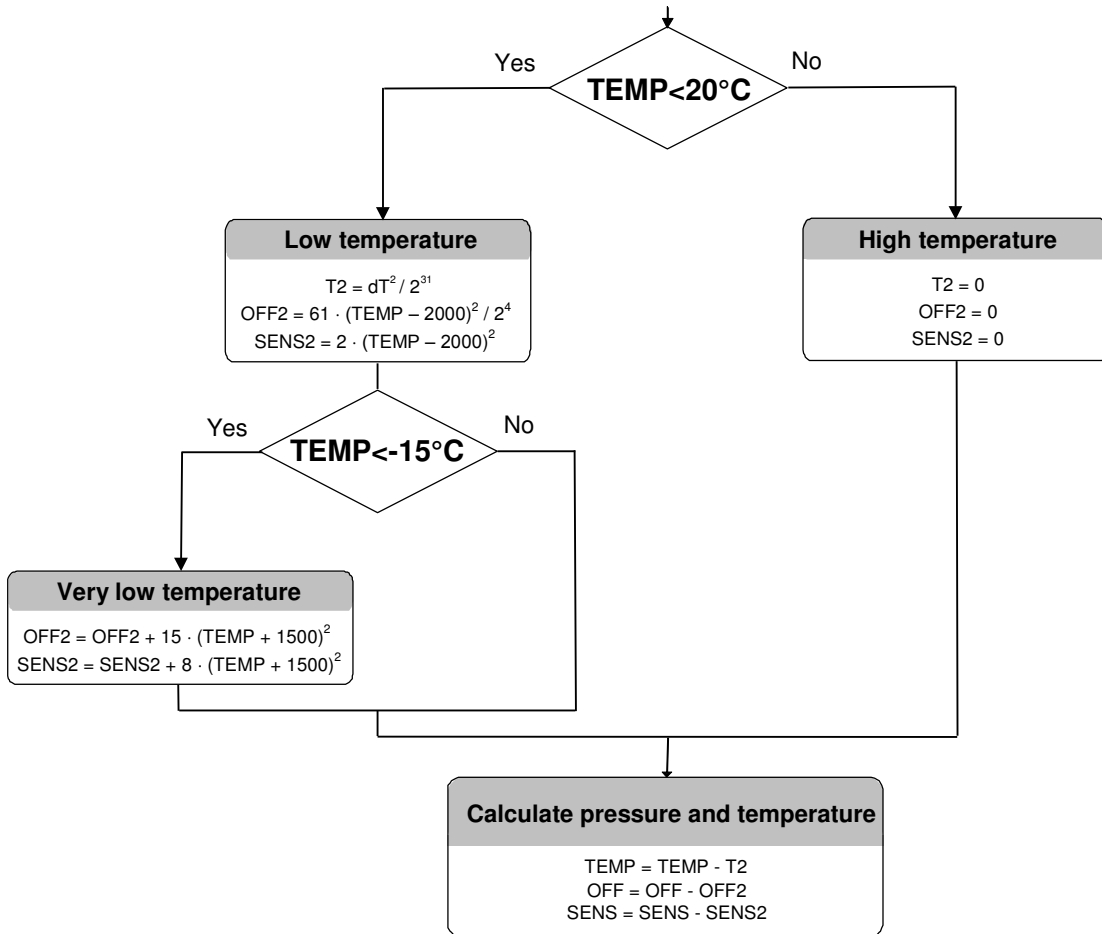 Yes
No
TEMP<20°C
Low temperature
T2 = dT² / 2³¹
OFF2 = 61 · (TEMP – 2000)² / 2⁴
SENS2 = 2 · (TEMP – 2000)²
High temperature
T2 = 0
OFF2 = 0
SENS2 = 0
Yes
No
TEMP<-15°C
Very low temperature
OFF2 = OFF2 + 15 · (TEMP + 1500)²
SENS2 = SENS2 + 8 · (TEMP + 1500)²
Calculate pressure and temperature
TEMP = TEMP - T2
OFF = OFF - OFF2
SENS = SENS - SENS2